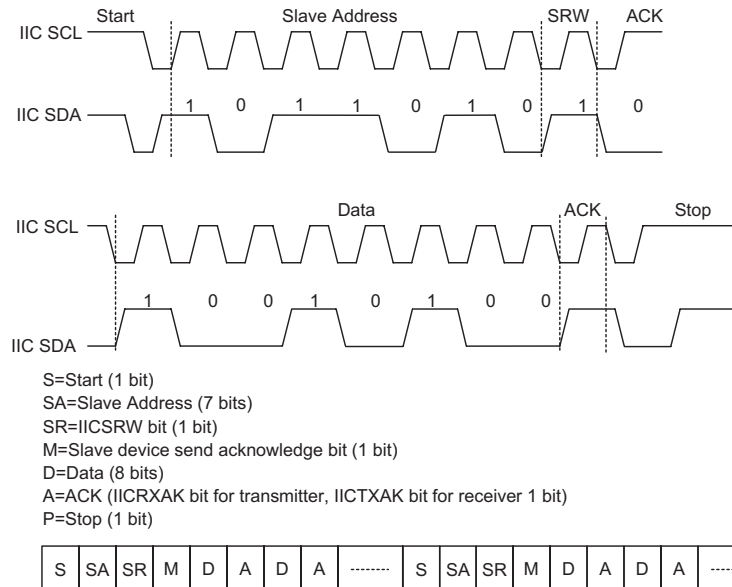 Start Slave Address SRW ACK
IIC SCL
1 0 1 1 0 1 0 1 0
IIC SDA
Data ACK Stop
IIC SCL
1 0 0 1 0 1 0 0
IIC SDA
S=Start (1 bit)
SA=Slave Address (7 bits)
SR=IICSRW bit (1 bit)
M=Slave device send acknowledge bit (1 bit)
D=Data (8 bits)
A=ACK (IICRXAK bit for transmitter, IICTXAK bit for receiver 1 bit)
P=Stop (1 bit)
S SA SR M D A D A ........ S SA SR M D A D A .....